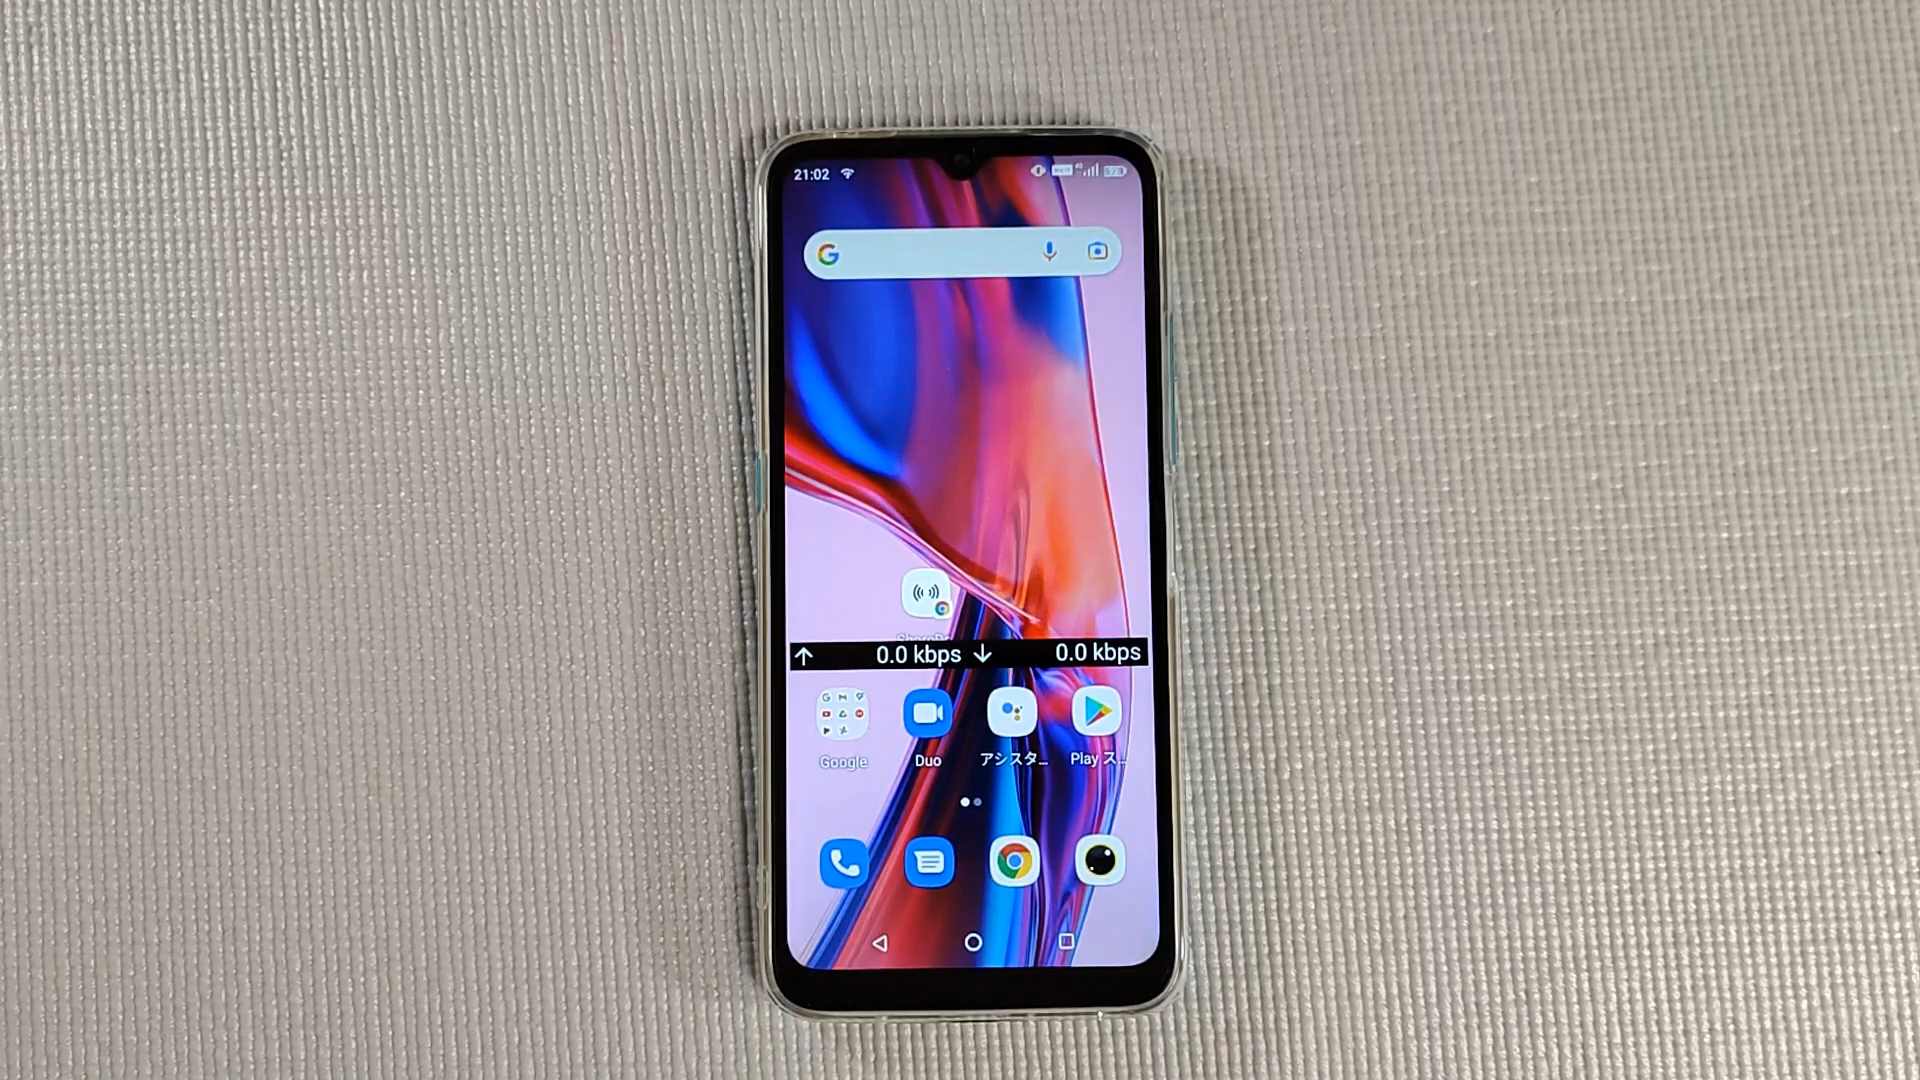 21:02
↑ 0.0 kbps ↓ 0.0 kbps
Google Duo アシスタ... Play ス...